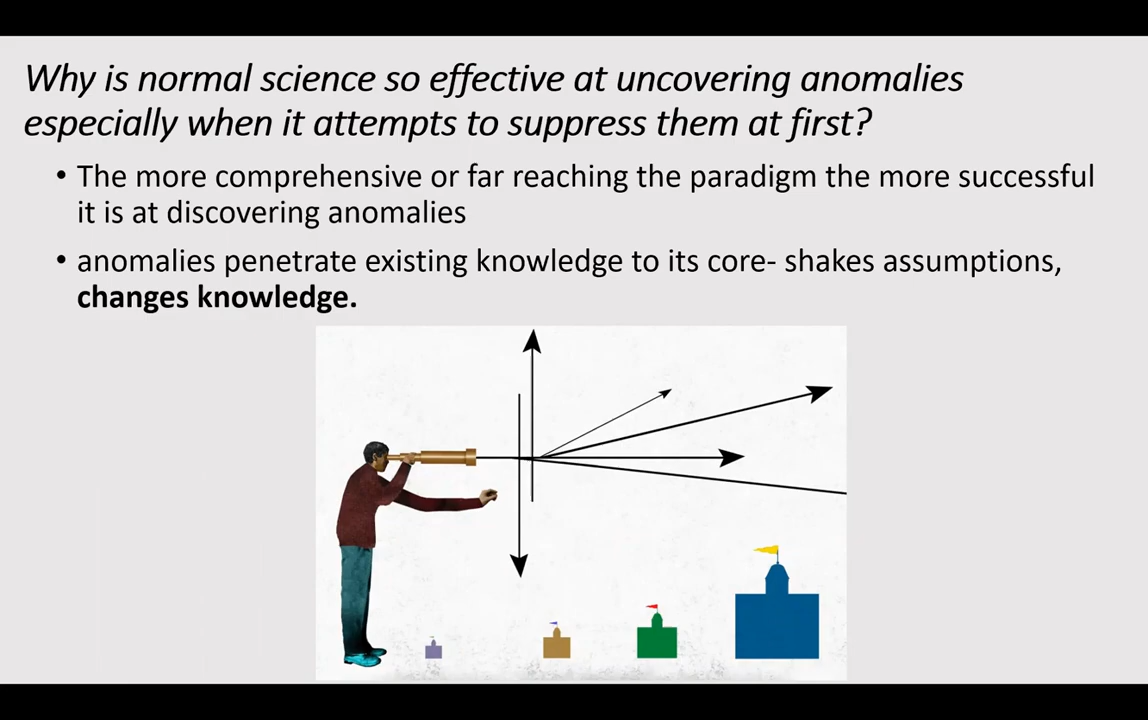 Why is normal science so effective at uncovering anomalies
especially when it attempts to suppress them at first?
• The more comprehensive or far reaching the paradigm the more successful
it is at discovering anomalies
• anomalies penetrate existing knowledge to its core- shakes assumptions,
changes knowledge.